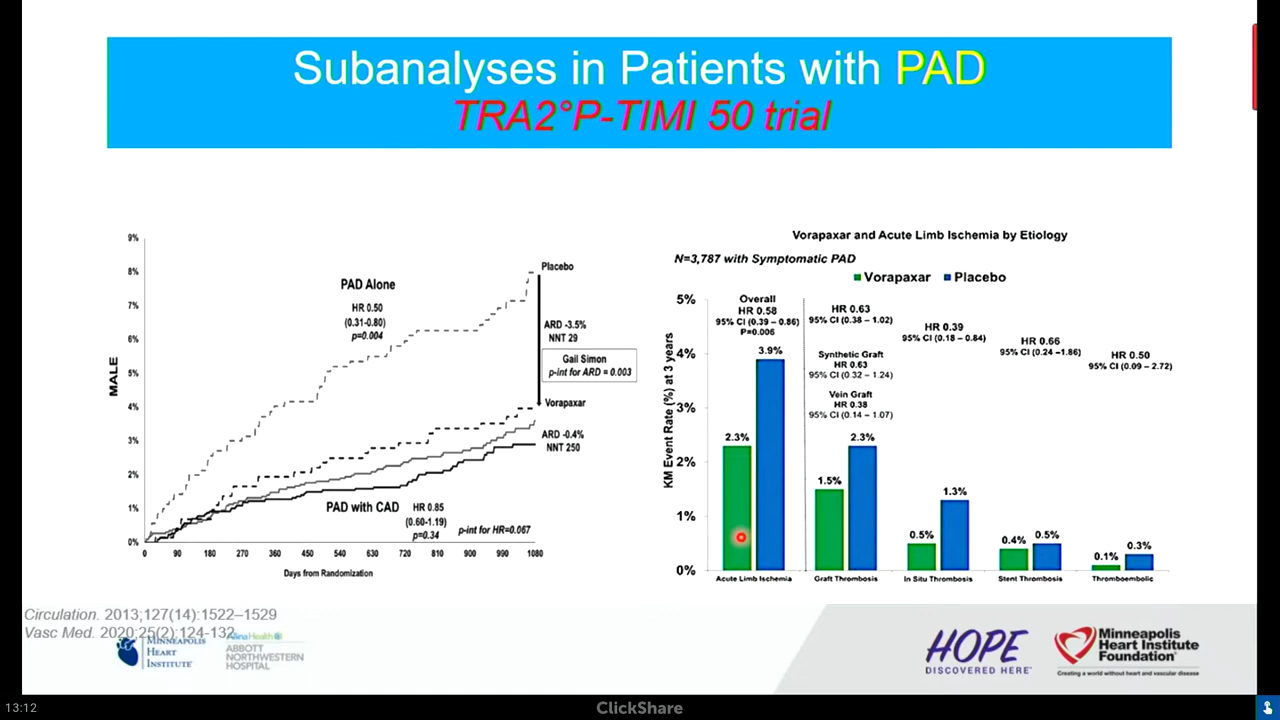 Subanalyses in Patients with PAD
TRA2°P-TIMI 50 trial
9%
8%
7%
6%
5%
4%
3%
2%
1%
0%
MALE
PAD Alone
HR 0.50
(0.31-0.80)
p=0.004
Placebo
ARD -3.5%
NNT 29
Gail Simon
p-int for ARD = 0.003
Vorapaxar
ARD -0.4%
NNT 250
PAD with CAD
HR 0.85
(0.60-1.19)
p=0.34
p-int for HR=0.067
0 90 180 270 360 450 540 630 720 810 900 990 1080
Days from Randomization
Vorapaxar and Acute Limb Ischemia by Etiology
N=3,787 with Symptomatic PAD
Vorapaxar Placebo
KM Event Rate (%) at 3 years
5%
4%
3%
2%
1%
0%
Overall
HR 0.58
95% CI (0.39 – 0.86)
P=0.006
2.3% 3.9%
HR 0.63
95% CI (0.38 – 1.02)
Synthetic Graft
HR 0.63
95% CI (0.32 – 1.24)
Vein Graft
HR 0.38
95% CI (0.14 – 1.07)
1.5% 2.3%
HR 0.39
95% CI (0.18 – 0.84)
0.5% 1.3%
HR 0.66
95% CI (0.24 –1.86)
0.4% 0.5%
HR 0.50
95% CI (0.09 – 2.72)
0.1% 0.3%
Acute Limb Ischemia Graft Thrombosis In Situ Thrombosis Stent Thrombosis Thromboembolic
Circulation. 2013;127(14):1522–1529
Vasc Med. 2020;25(2):124-132
MINNEAPOLIS
HEART
INSTITUTE
Allina Health
ABBOTT
NORTHWESTERN
HOSPITAL
HOPE
DISCOVERED HERE
Minneapolis
Heart Institute
Foundation
Creating a world without heart and vascular disease
13:12
ClickShare